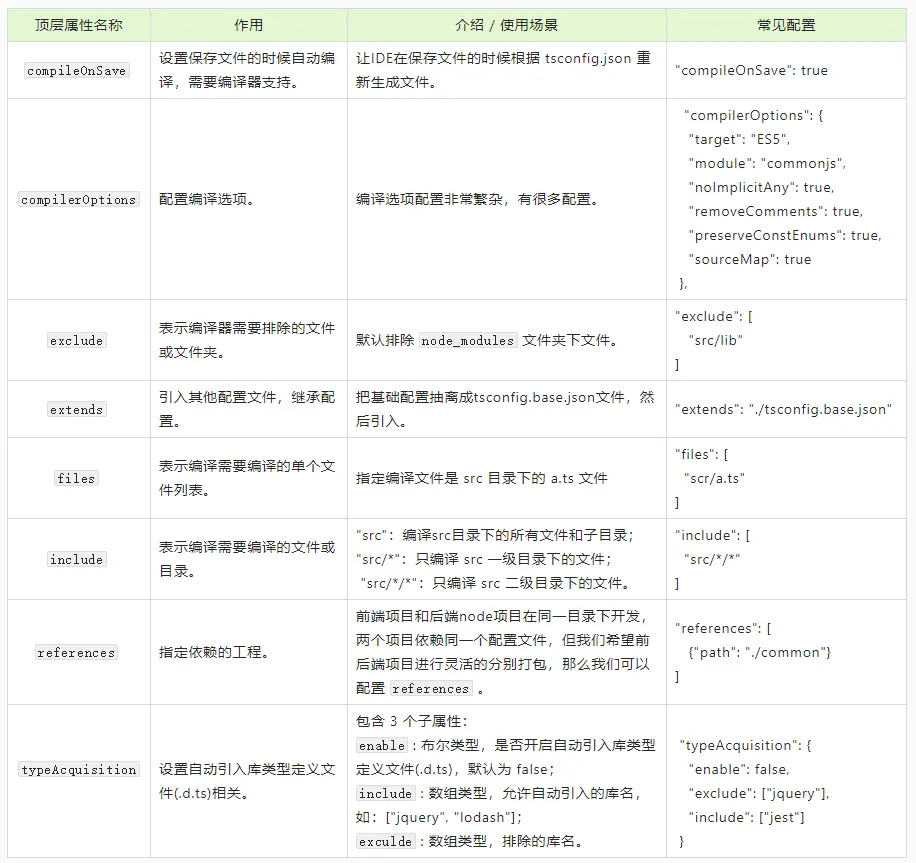 顶层属性名称 作用 介绍 / 使用场景 常见配置
compileOnSave
设置保存文件的时候自动编
译，需要编译器支持。
让IDE在保存文件的时候根据 tsconfig.json 重
新生成文件。
"compileOnSave": true
compilerOptions
配置编译选项。
编译选项配置非常繁杂，有很多配置。
"compilerOptions": {
"target": "ES5",
"module": "commonjs",
"noImplicitAny": true,
"removeComments": true,
"preserveConstEnums": true,
"sourceMap": true
},
exclude
表示编译器需要排除的文件
或文件夹。
默认排除 node_modules 文件夹下文件。
"exclude": [
"src/lib"
]
extends
引入其他配置文件，继承配
置。
把基础配置抽离成tsconfig.base.json文件，然
后引入。
"extends": "./tsconfig.base.json"
files
表示编译需要编译的单个文
件列表。
指定编译文件是 src 目录下的 a.ts 文件
"files": [
"scr/a.ts"
]
include
表示编译需要编译的文件或
目录。
"src"：编译src目录下的所有文件和子目录；
"src/*"：只编译 src 一级目录下的文件；
"src/*/*"：只编译 src 二级目录下的文件。
"include": [
"src/*/*"
]
references
指定依赖的工程。
前端项目和后端node项目在同一目录下开发，
两个项目依赖同一个配置文件，但我们希望前
后端项目进行灵活的分别打包，那么我们可以
配置 references 。
"references": [
{"path": "./common"}
]
typeAcquisition
设置自动引入库类型定义文
件(.d.ts)相关。
包含 3 个子属性：
enable : 布尔类型，是否开启自动引入库类型
定义文件(.d.ts)，默认为 false；
include : 数组类型，允许自动引入的库名，
如：["jquery", "lodash"]；
exculde : 数组类型，排除的库名。
"typeAcquisition": {
"enable": false,
"exclude": ["jquery"],
"include": ["jest"]
}